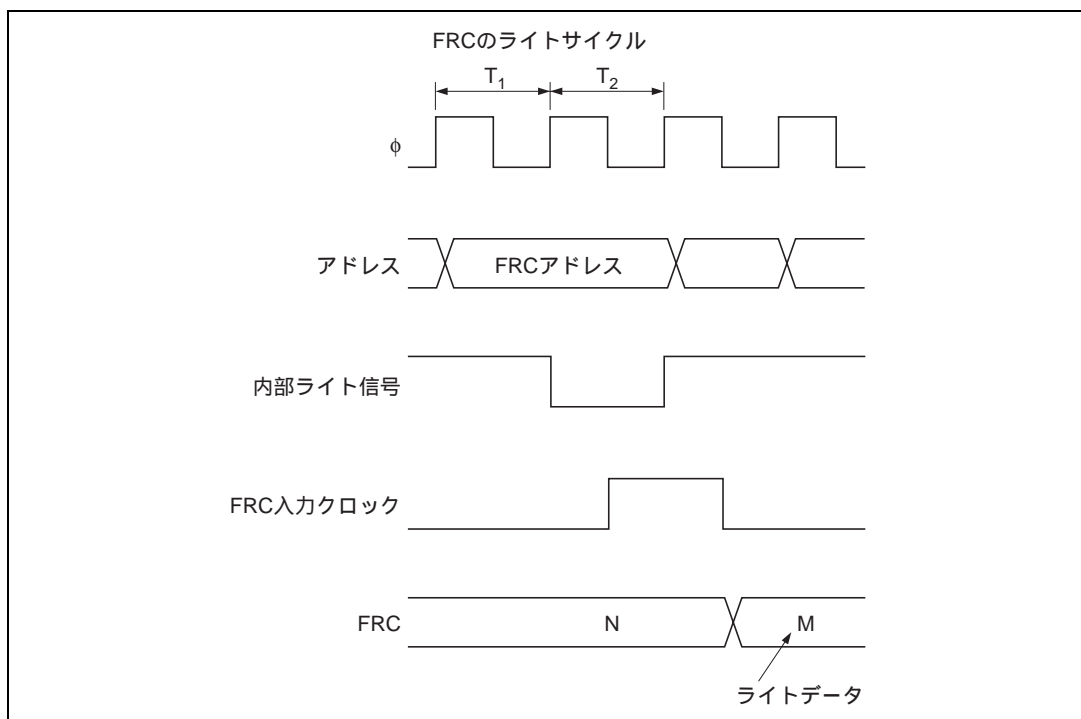 FRCのライトサイクル
T1 T2
φ
アドレス FRCアドレス
内部ライト信号
FRC入力クロック
FRC N M
ライトデータ